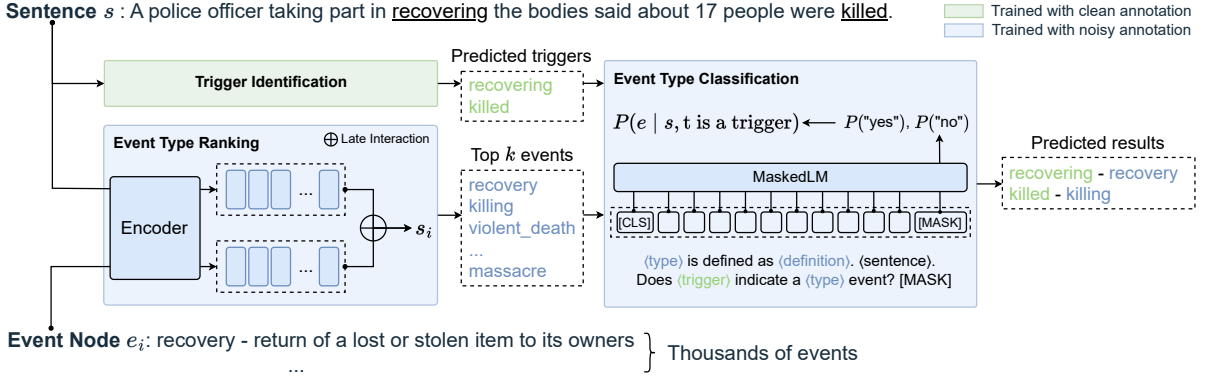 Sentence s : A police officer taking part in recovering the bodies said about 17 people were killed.
Trained with clean annotation
Trained with noisy annotation
Trigger Identification
Predicted triggers
recovering
killed
Event Type Ranking
⊕ Late Interaction
Encoder
...
...
s_i
Top k events
recovery
killing
violent_death
...
massacre
Event Type Classification
P(e | s, t is a trigger) P("yes"), P("no")
MaskedLM
[CLS] [MASK]
⟨type⟩ is defined as ⟨definition⟩. ⟨sentence⟩.
Does ⟨trigger⟩ indicate a ⟨type⟩ event? [MASK]
Predicted results
recovering - recovery
killed - killing
Event Node e_i: recovery - return of a lost or stolen item to its owners
...
Thousands of events